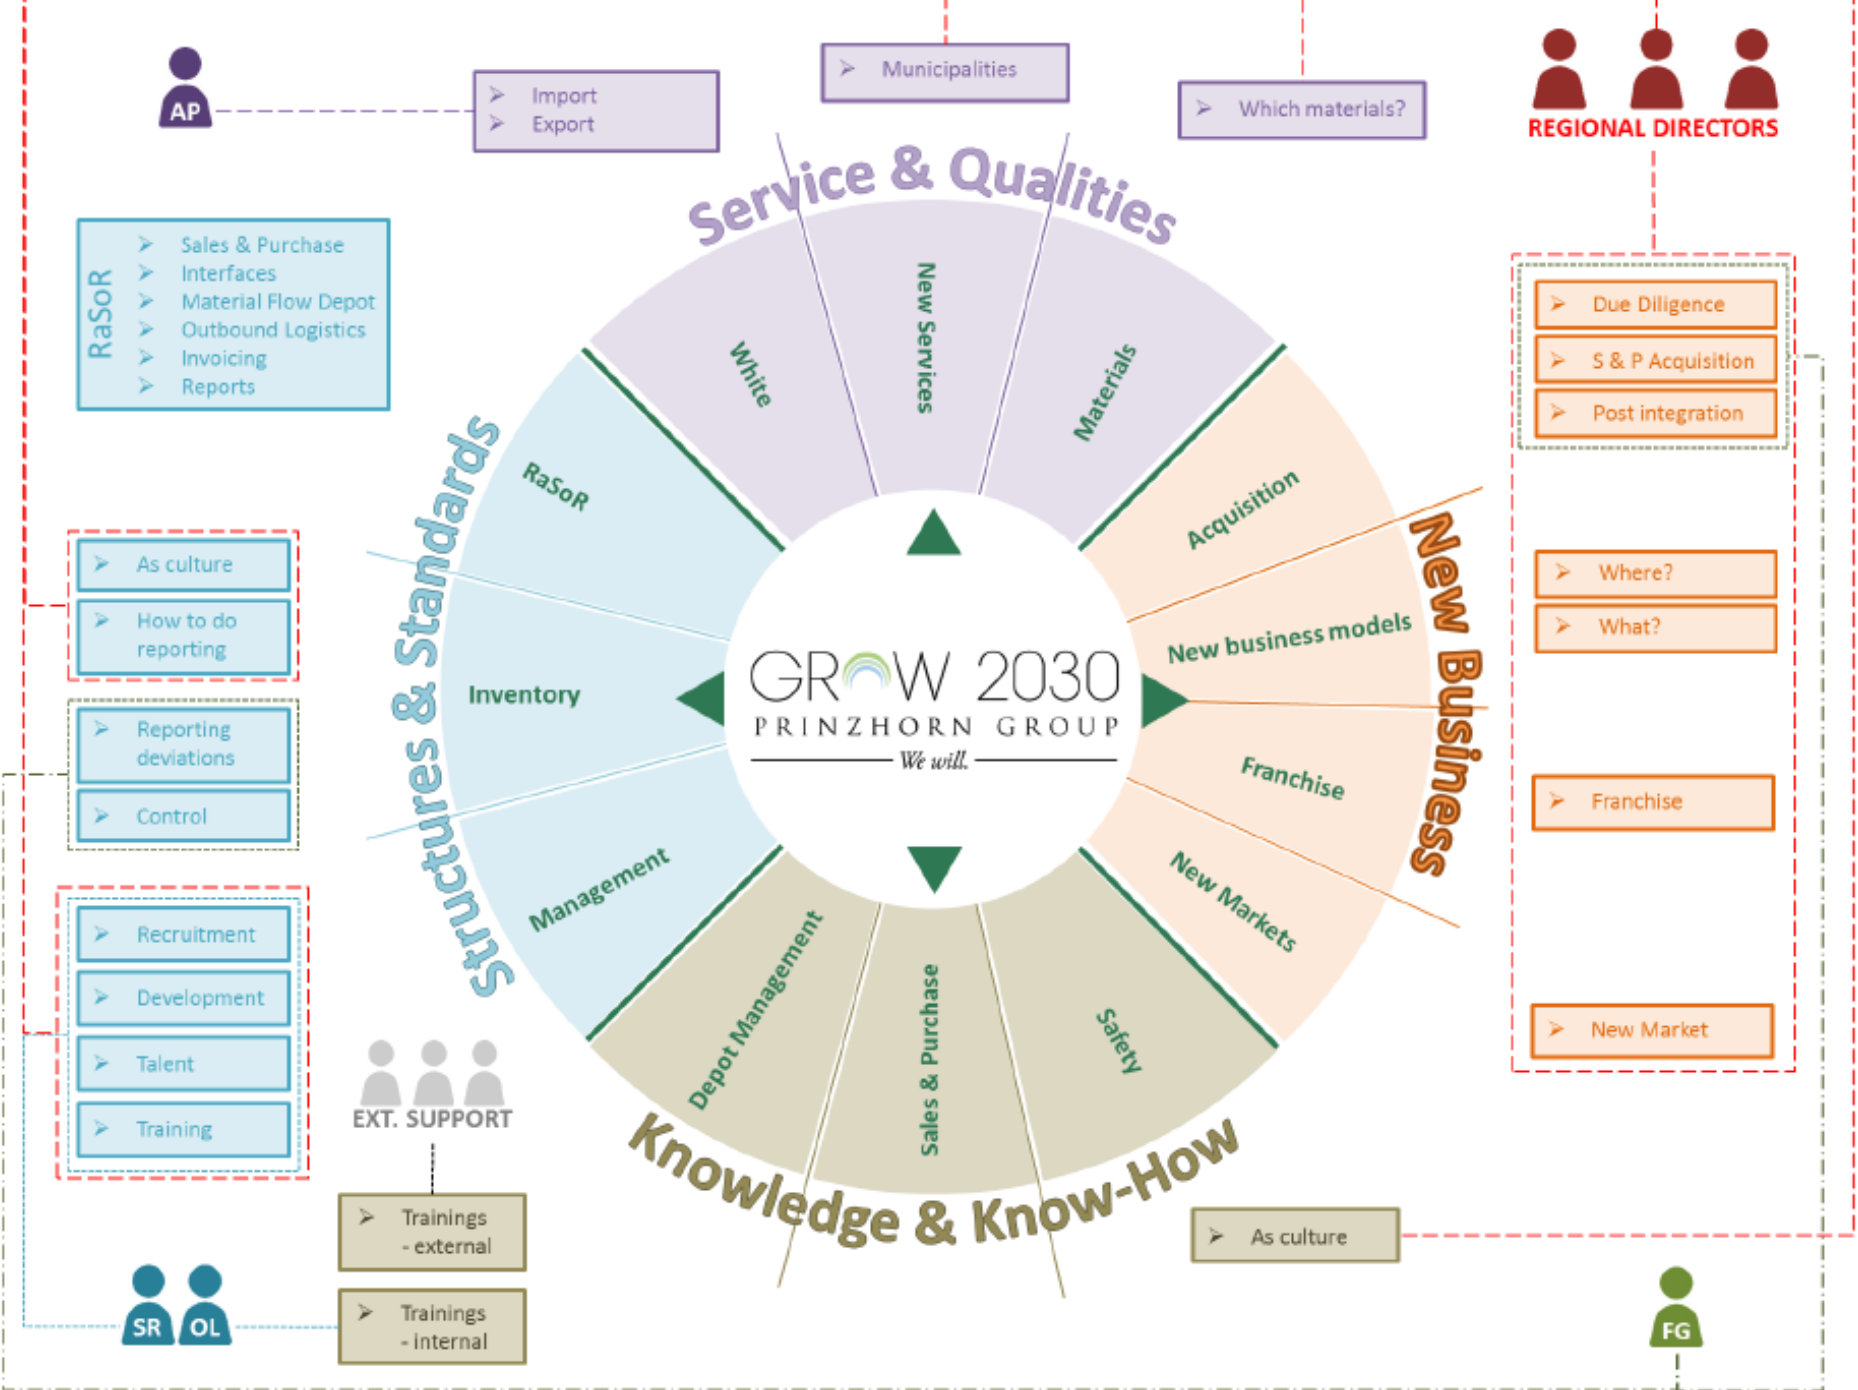 AP
Import
Export
Municipalities
Which materials?
REGIONAL DIRECTORS
RaSoR
Sales & Purchase
Interfaces
Material Flow Depot
Outbound Logistics
Invoicing
Reports
As culture
How to do
reporting
Reporting
deviations
Control
Recruitment
Development
Talent
Training
Service & Qualities
White
New Services
Materials
Structures & Standards
RaSoR
Inventory
Management
GROW 2030
PRINZHORN GROUP
We will.
New Business
Acquisition
New business models
Franchise
New Markets
Knowledge & Know-How
Depot Management
Sales & Purchase
Safety
Due Diligence
S & P Acquisition
Post integration
Where?
What?
Franchise
New Market
EXT. SUPPORT
Trainings
- external
Trainings
- internal
SR
OL
As culture
FG